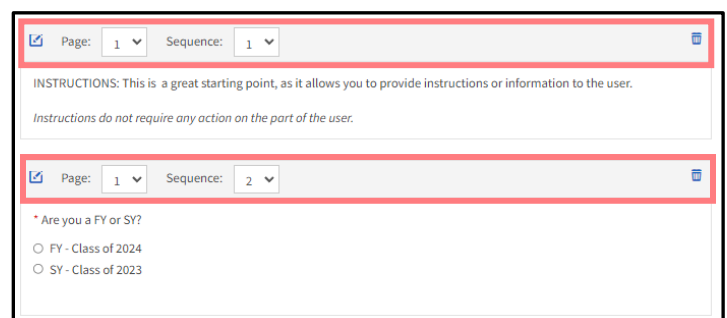 Page: 1 Sequence: 1
INSTRUCTIONS: This is a great starting point, as it allows you to provide instructions or information to the user.
Instructions do not require any action on the part of the user.
Page: 1 Sequence: 2
* Are you a FY or SY?
FY - Class of 2024
SY - Class of 2023